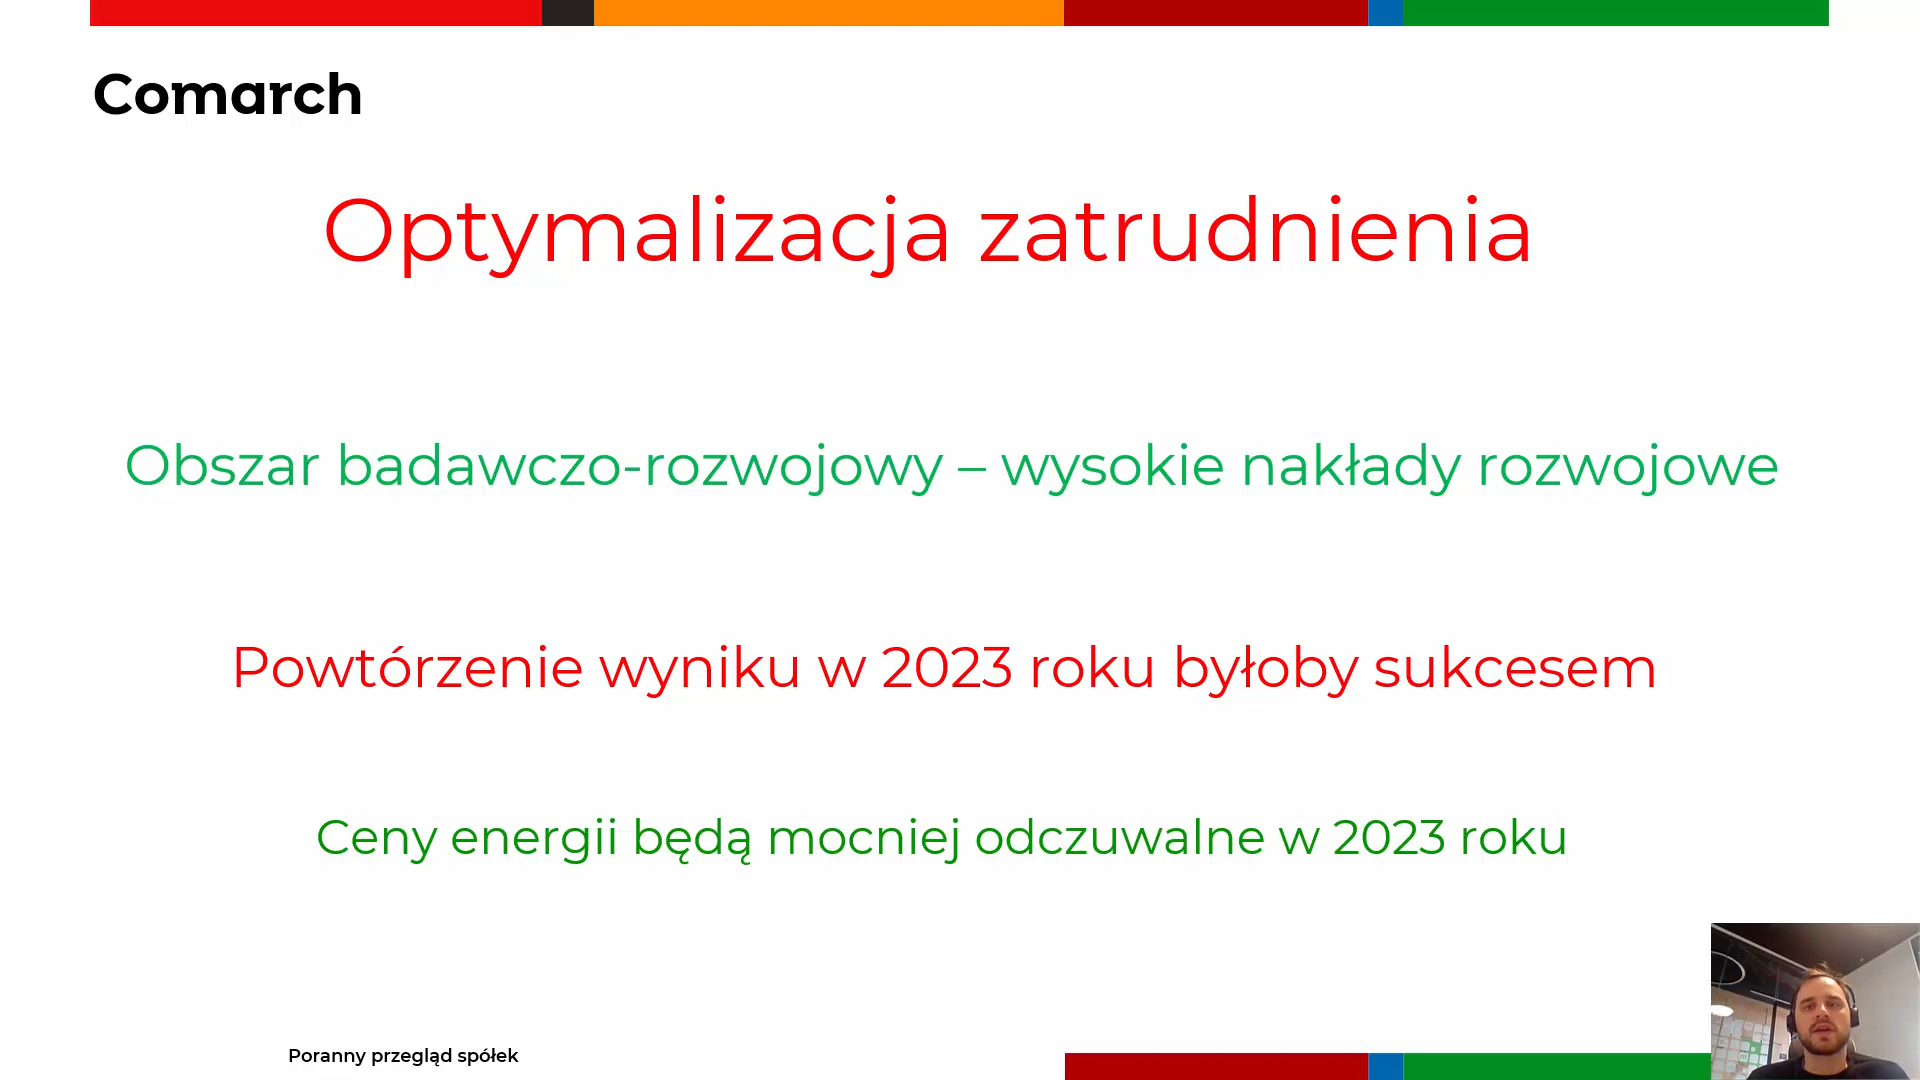 Comarch
Optymalizacja zatrudnienia
Obszar badawczo-rozwojowy – wysokie nakłady rozwojowe
Powtórzenie wyniku w 2023 roku byłoby sukcesem
Ceny energii będą mocniej odczuwalne w 2023 roku
Poranny przegląd spółek